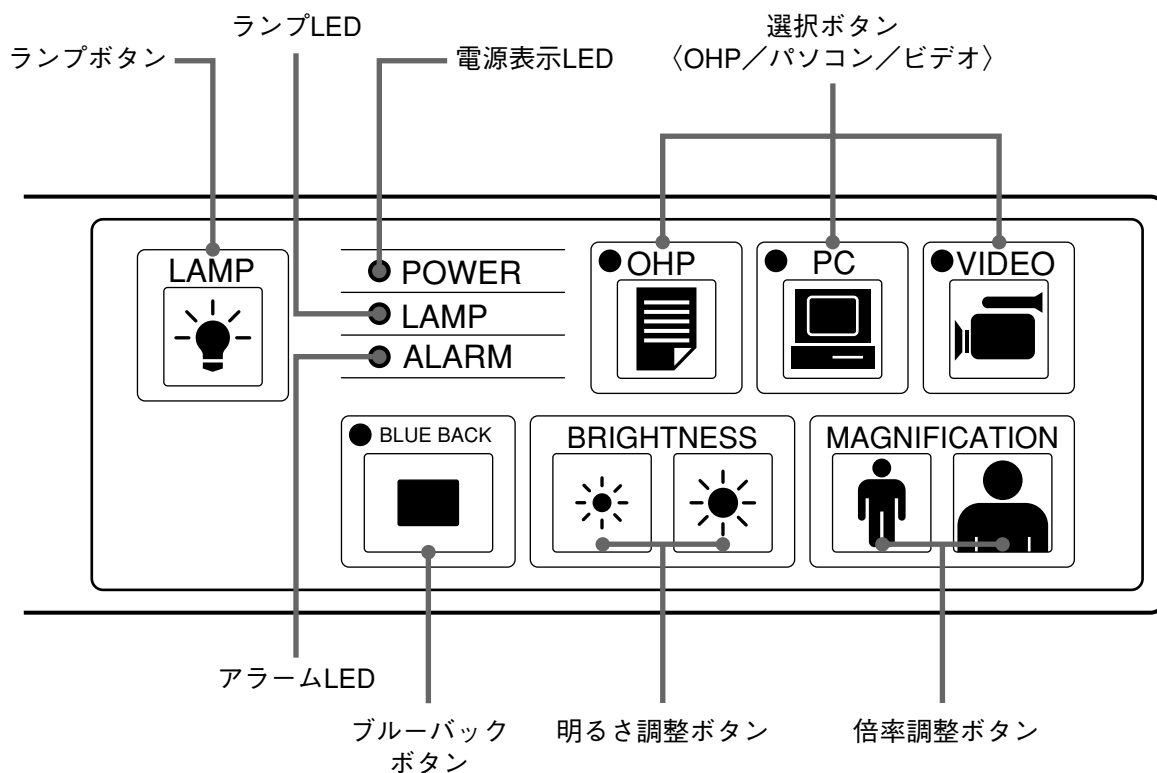 ランプLED
選択ボタン
ランプボタン
電源表示LED
〈OHP／パソコン／ビデオ〉
LAMP
POWER
LAMP
ALARM
OHP
PC
VIDEO
BLUE BACK
BRIGHTNESS
MAGNIFICATION
アラームLED
ブルーバック
ボタン
明るさ調整ボタン
倍率調整ボタン